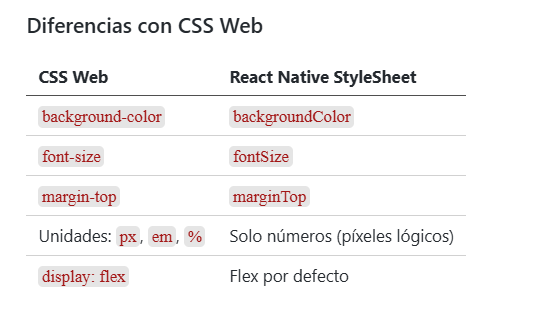 Diferencias con CSS Web
CSS Web React Native StyleSheet
background-color backgroundColor
font-size fontSize
margin-top marginTop
Unidades: px, em, % Solo números (píxeles lógicos)
display: flex Flex por defecto